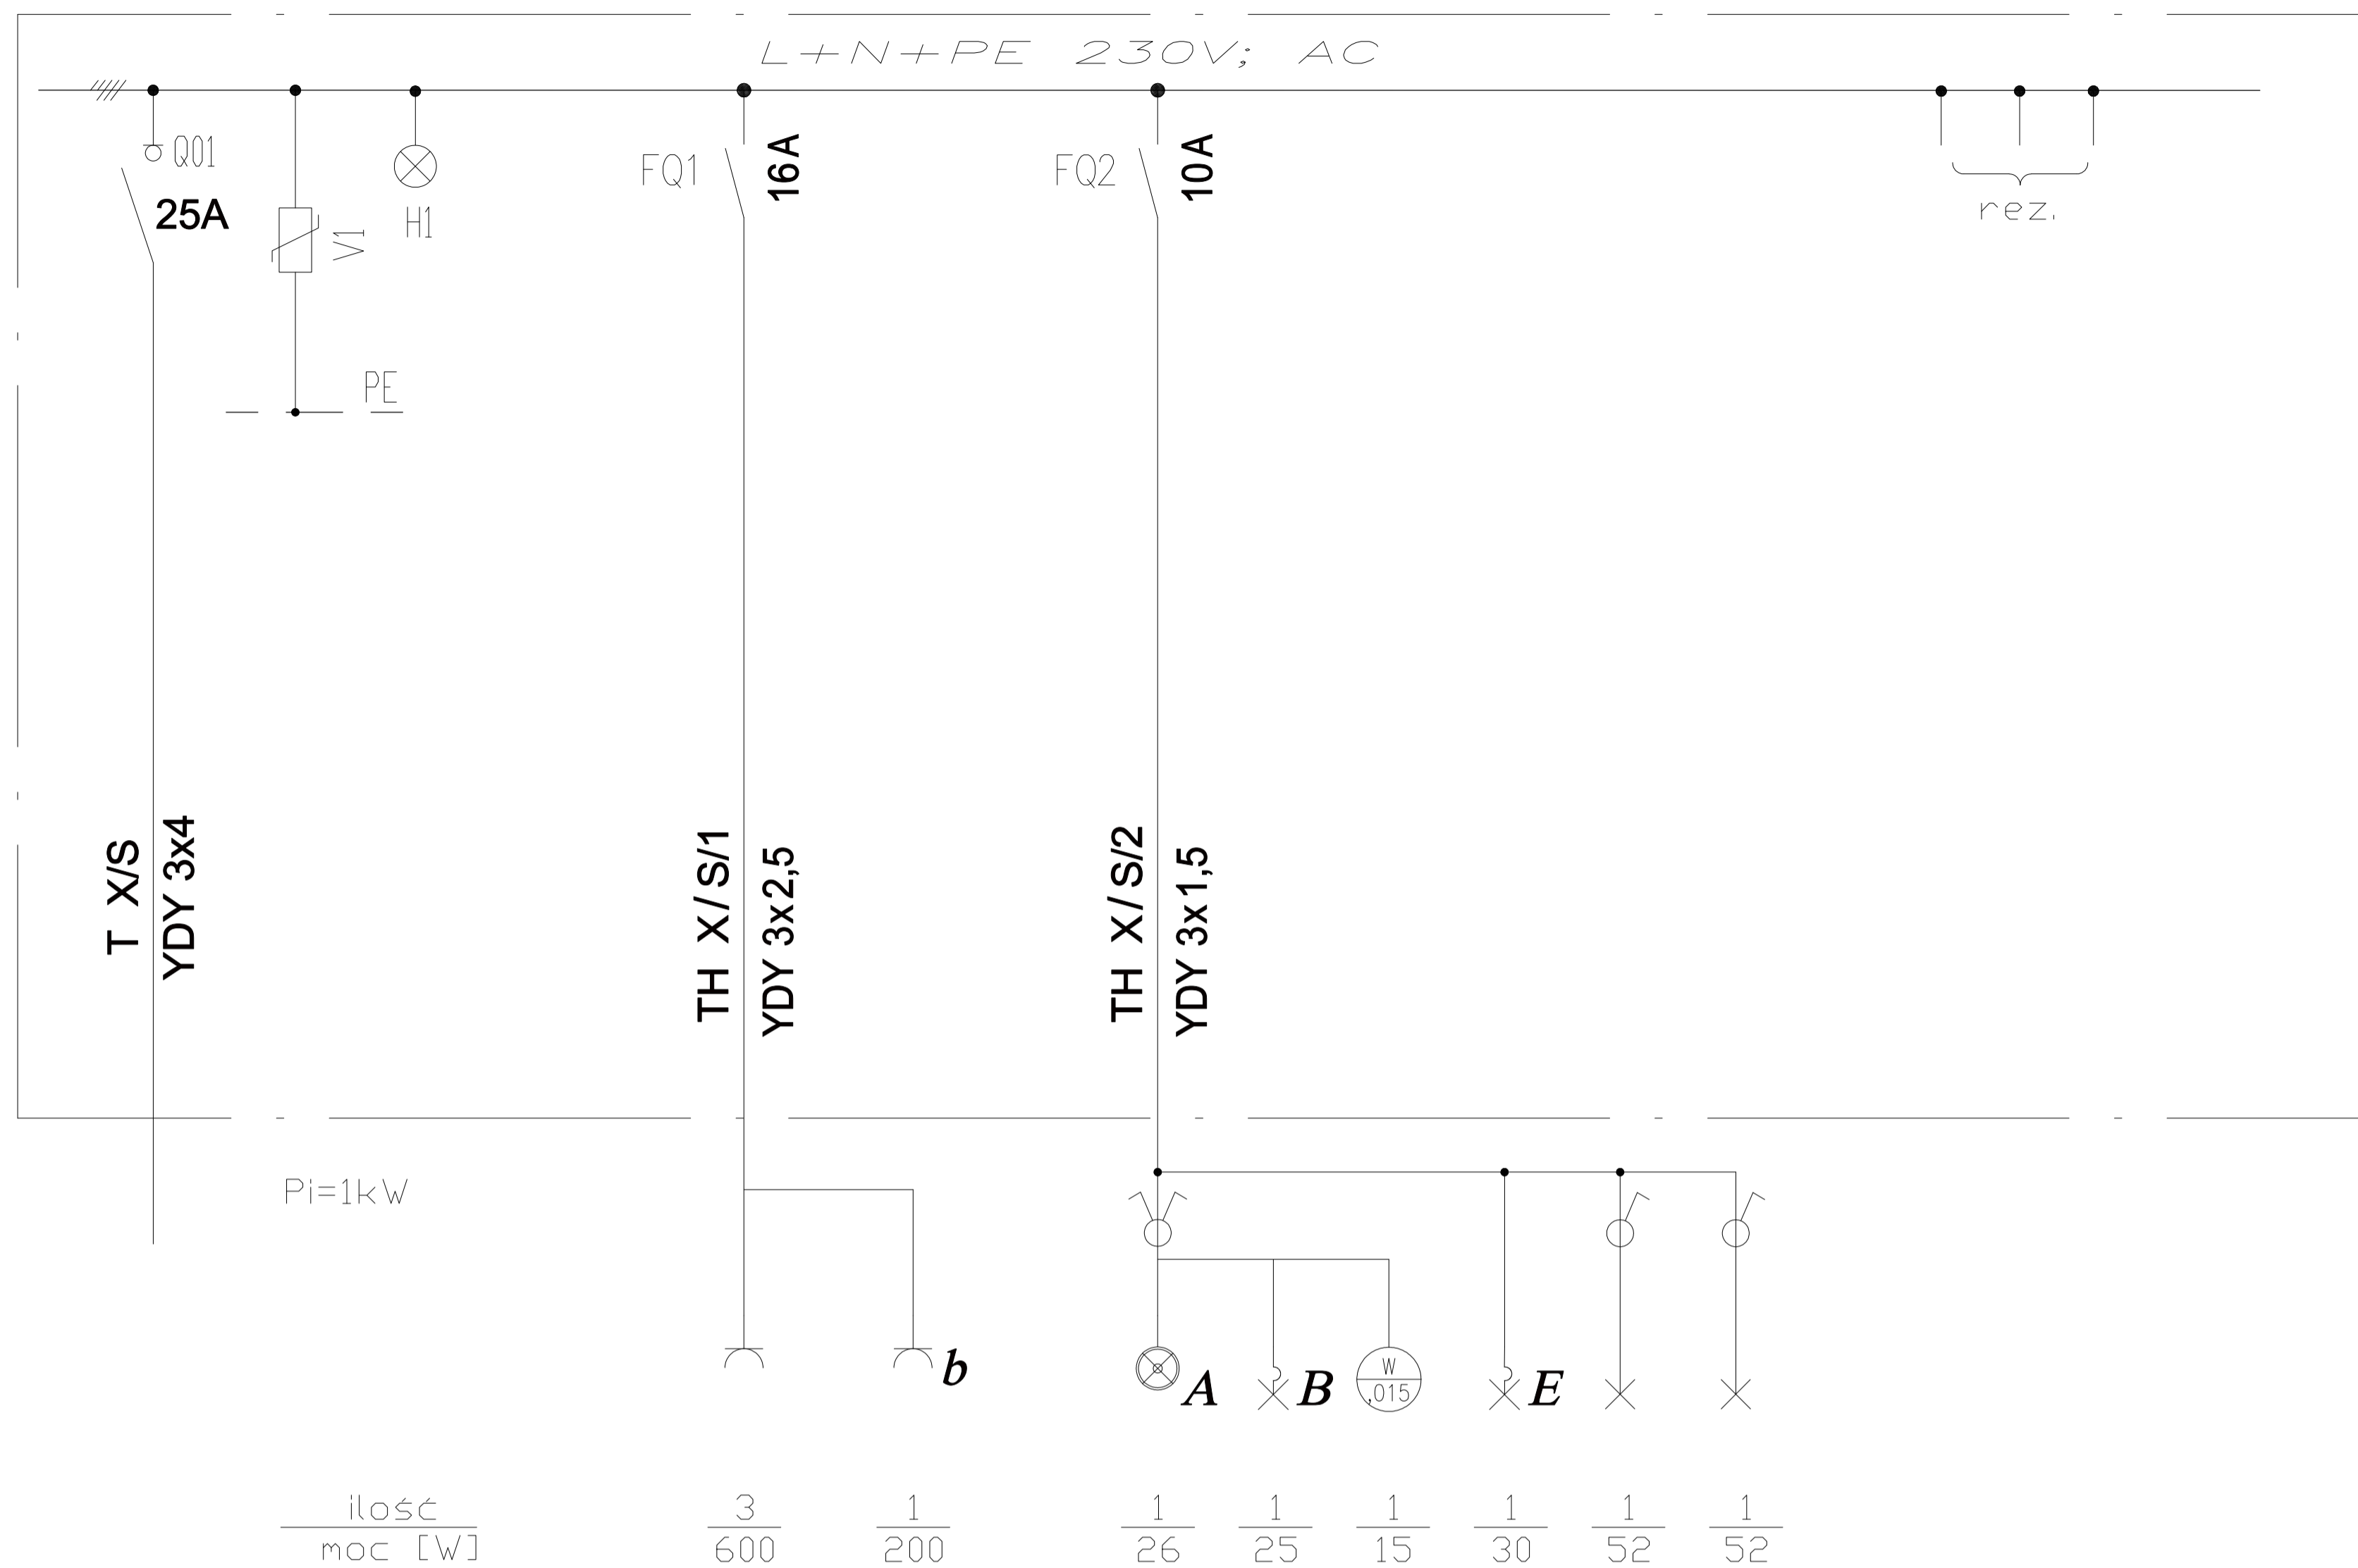 L+N+PE 230V; AC
Q01
25A
V1
H1
PE
FQ1
16A
FQ2
10A
rez.
T X/S
YDY 3x4
TH X/S/1
YDY 3x2,5
TH X/S/2
YDY 3x1,5
Pi=1kW
b
A
B
W
,015
E
ilość 3 1 1 1 1 1 1 1
moc [W] 600 200 26 25 15 30 52 52